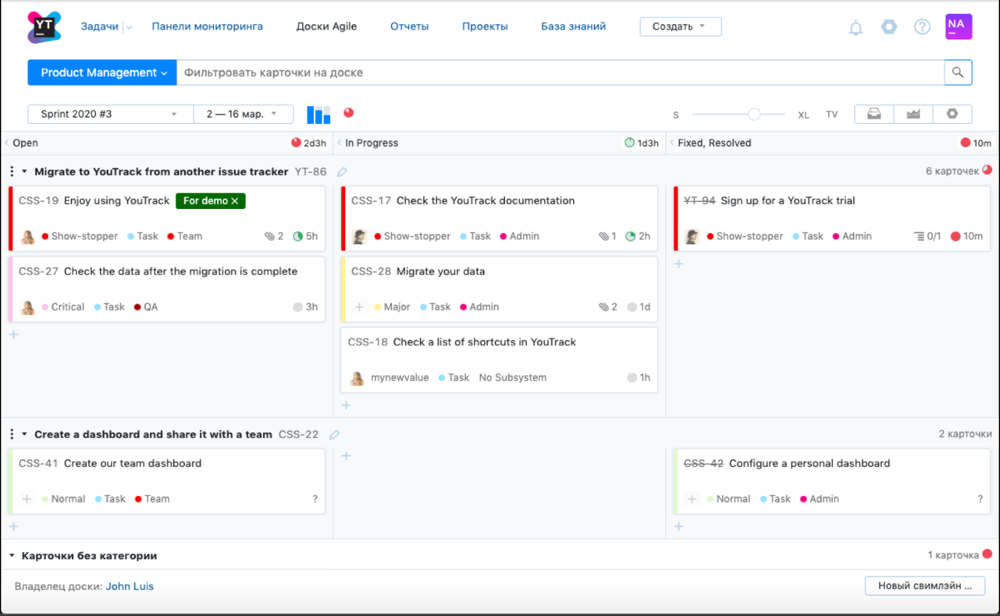 YT
Задачи Панели мониторинга Доски Agile Отчеты Проекты База знаний Создать ? NA
Product Management Фильтровать карточки на доске
Sprint 2020 #3 2 — 16 мар. S XL TV
Open 2d3h In Progress 1d3h Fixed, Resolved 10m
Migrate to YouTrack from another issue tracker YT-86 6 карточек
CSS-19 Enjoy using YouTrack For demo × CSS-17 Check the YouTrack documentation YT-94 Sign up for a YouTrack trial
Show-stopper Task Team 2 5h Show-stopper Task Admin 1 2h Show-stopper Task Admin 0/1 10m
CSS-27 Check the data after the migration is complete CSS-28 Migrate your data
Critical Task QA 3h + Major Task Admin 2 1d
CSS-18 Check a list of shortcuts in YouTrack
mynewvalue Task No Subsystem 1h
Create a dashboard and share it with a team CSS-22 2 карточки
CSS-41 Create our team dashboard CSS-42 Configure a personal dashboard
+ Normal Task Team ? + Normal Task Admin ?
Карточки без категории 1 карточка
Владелец доски: John Luis Новый свимлэйн ...